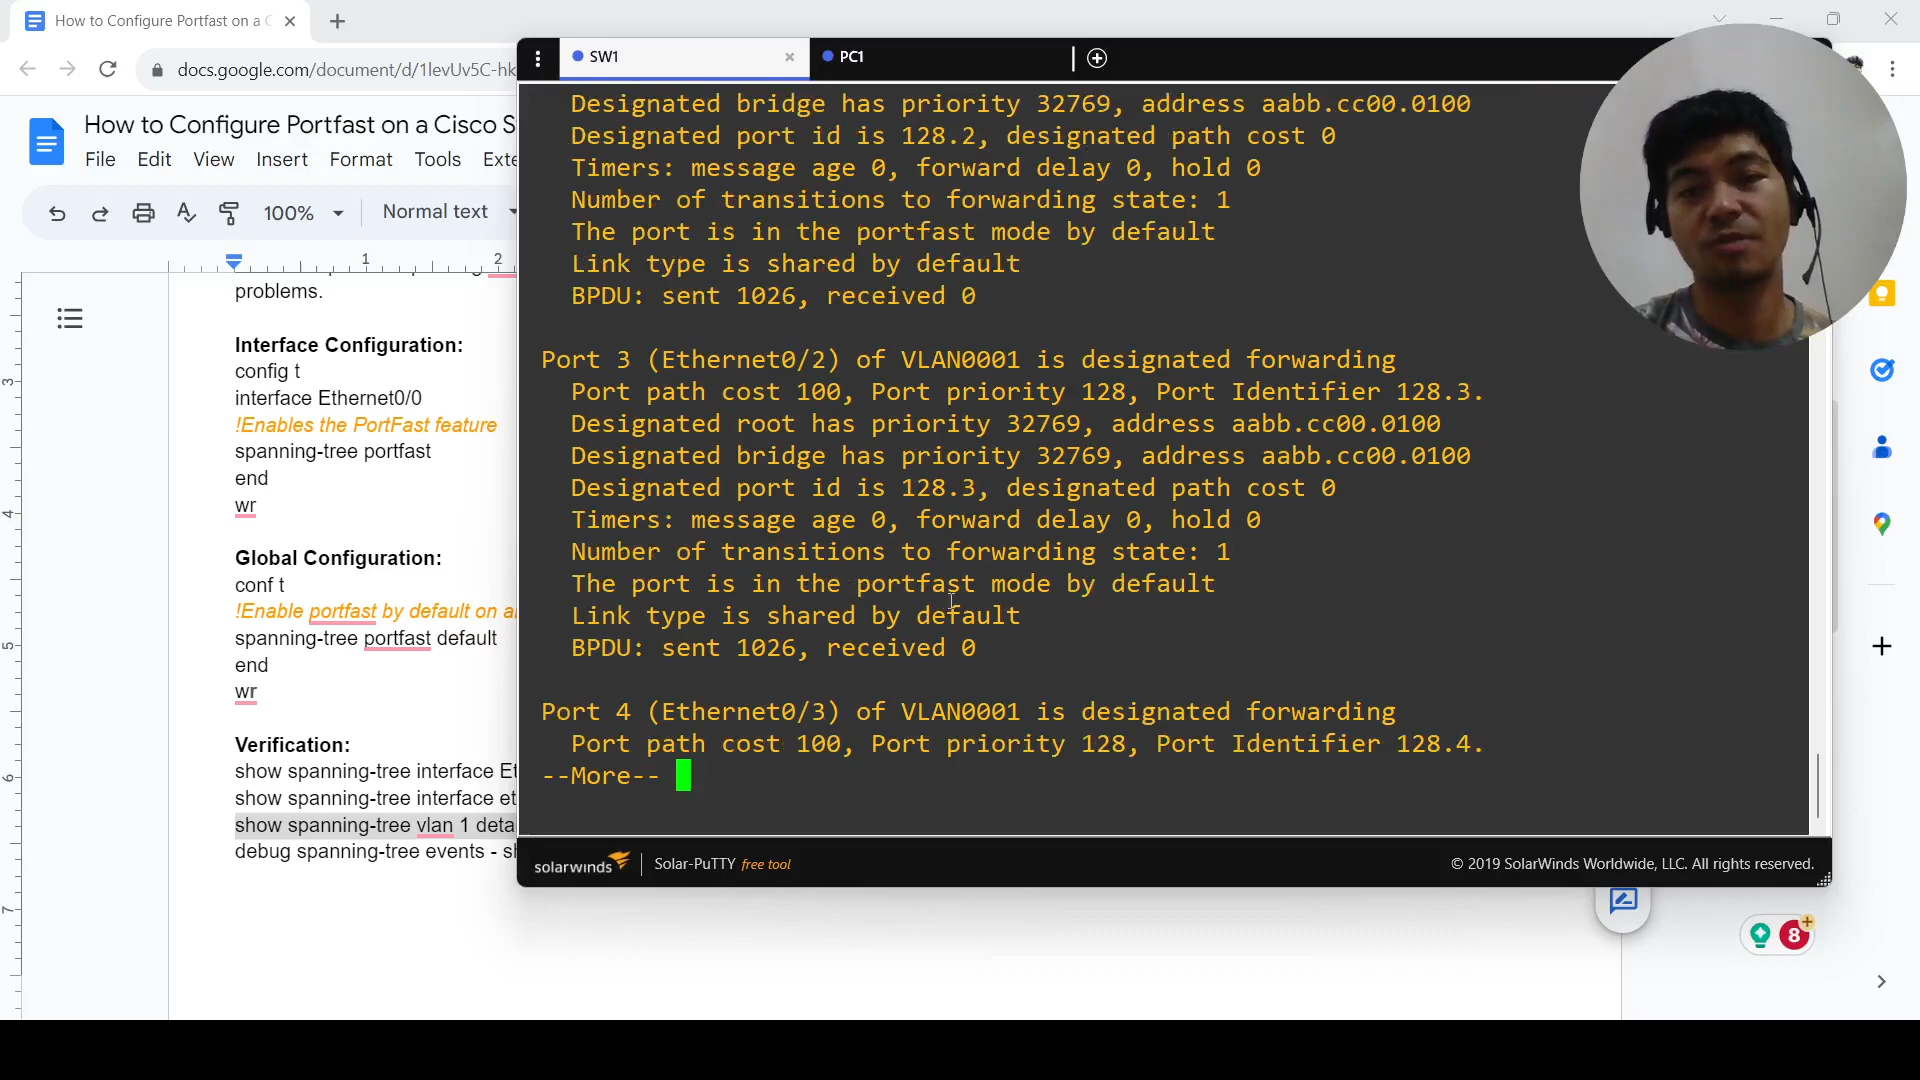 How to Configure Portfast on a C
docs.google.com/document/d/1levUv5C-hk
How to Configure Portfast on a Cisco S
File Edit View Insert Format Tools Exte
100% Normal text
1 2
problems.
Interface Configuration:
config t
interface Ethernet0/0
!Enables the PortFast feature
spanning-tree portfast
end
wr
Global Configuration:
conf t
!Enable portfast by default on al
spanning-tree portfast default
end
wr
Verification:
show spanning-tree interface Et
show spanning-tree interface et
show spanning-tree vlan 1 deta
debug spanning-tree events - sh
3
4
5
6
7
SW1 PC1
Designated bridge has priority 32769, address aabb.cc00.0100
Designated port id is 128.2, designated path cost 0
Timers: message age 0, forward delay 0, hold 0
Number of transitions to forwarding state: 1
The port is in the portfast mode by default
Link type is shared by default
BPDU: sent 1026, received 0
Port 3 (Ethernet0/2) of VLAN0001 is designated forwarding
Port path cost 100, Port priority 128, Port Identifier 128.3.
Designated root has priority 32769, address aabb.cc00.0100
Designated bridge has priority 32769, address aabb.cc00.0100
Designated port id is 128.3, designated path cost 0
Timers: message age 0, forward delay 0, hold 0
Number of transitions to forwarding state: 1
The port is in the portfast mode by default
Link type is shared by default
BPDU: sent 1026, received 0
Port 4 (Ethernet0/3) of VLAN0001 is designated forwarding
Port path cost 100, Port priority 128, Port Identifier 128.4.
--More--
solarwinds Solar-PuTTY free tool
© 2019 SolarWinds Worldwide, LLC. All rights reserved.
8